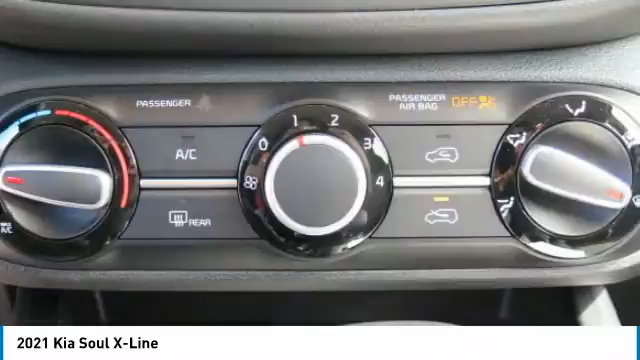 PASSENGER
PASSENGER
AIR BAG OFF
A/C
0 1 2 3 4
REAR
A/C
2021 Kia Soul X-Line